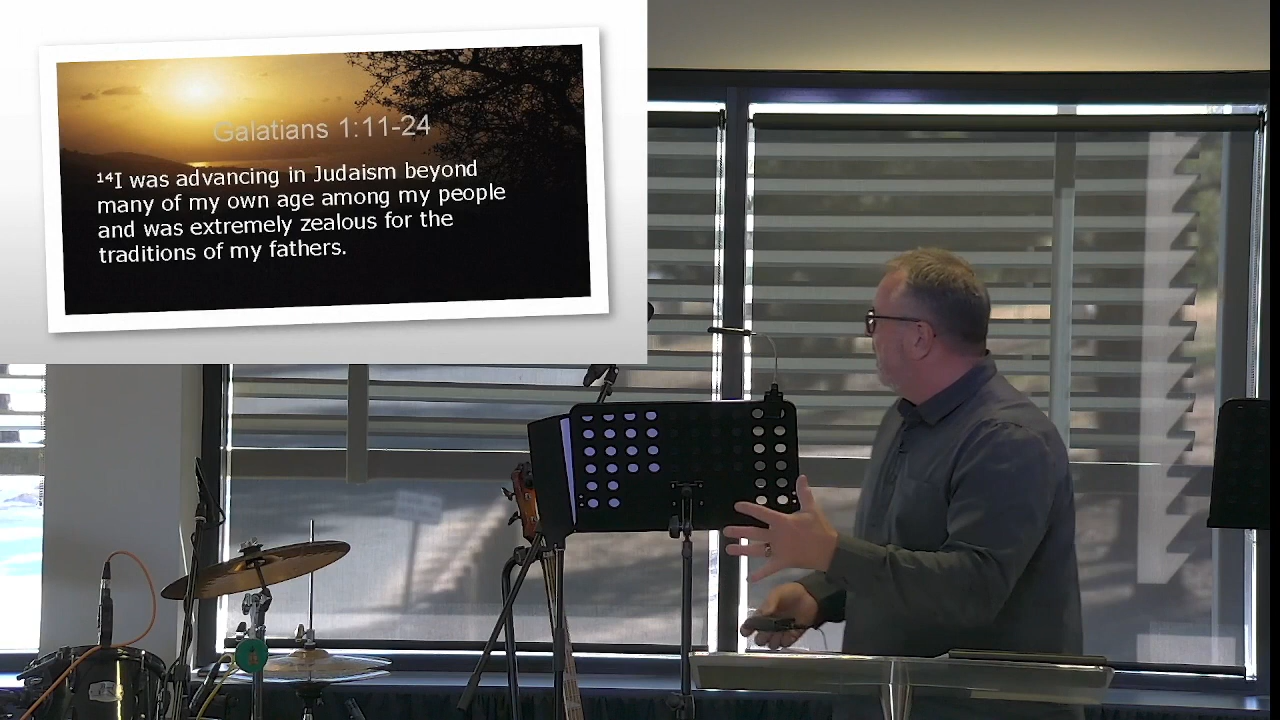 Galatians 1:11-24
¹⁴I was advancing in Judaism beyond
many of my own age among my people
and was extremely zealous for the
traditions of my fathers.